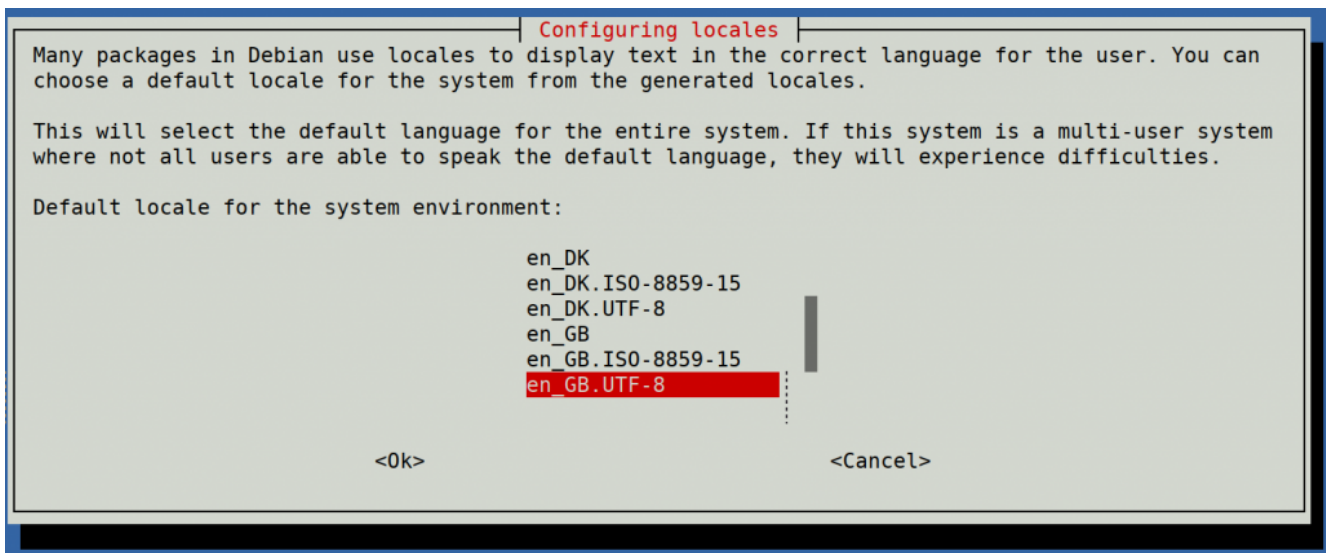 Configuring locales
Many packages in Debian use locales to display text in the correct language for the user. You can
choose a default locale for the system from the generated locales.
This will select the default language for the entire system. If this system is a multi-user system
where not all users are able to speak the default language, they will experience difficulties.
Default locale for the system environment:
en_DK
en_DK.ISO-8859-15
en_DK.UTF-8
en_GB
en_GB.ISO-8859-15
en_GB.UTF-8
<Ok> <Cancel>